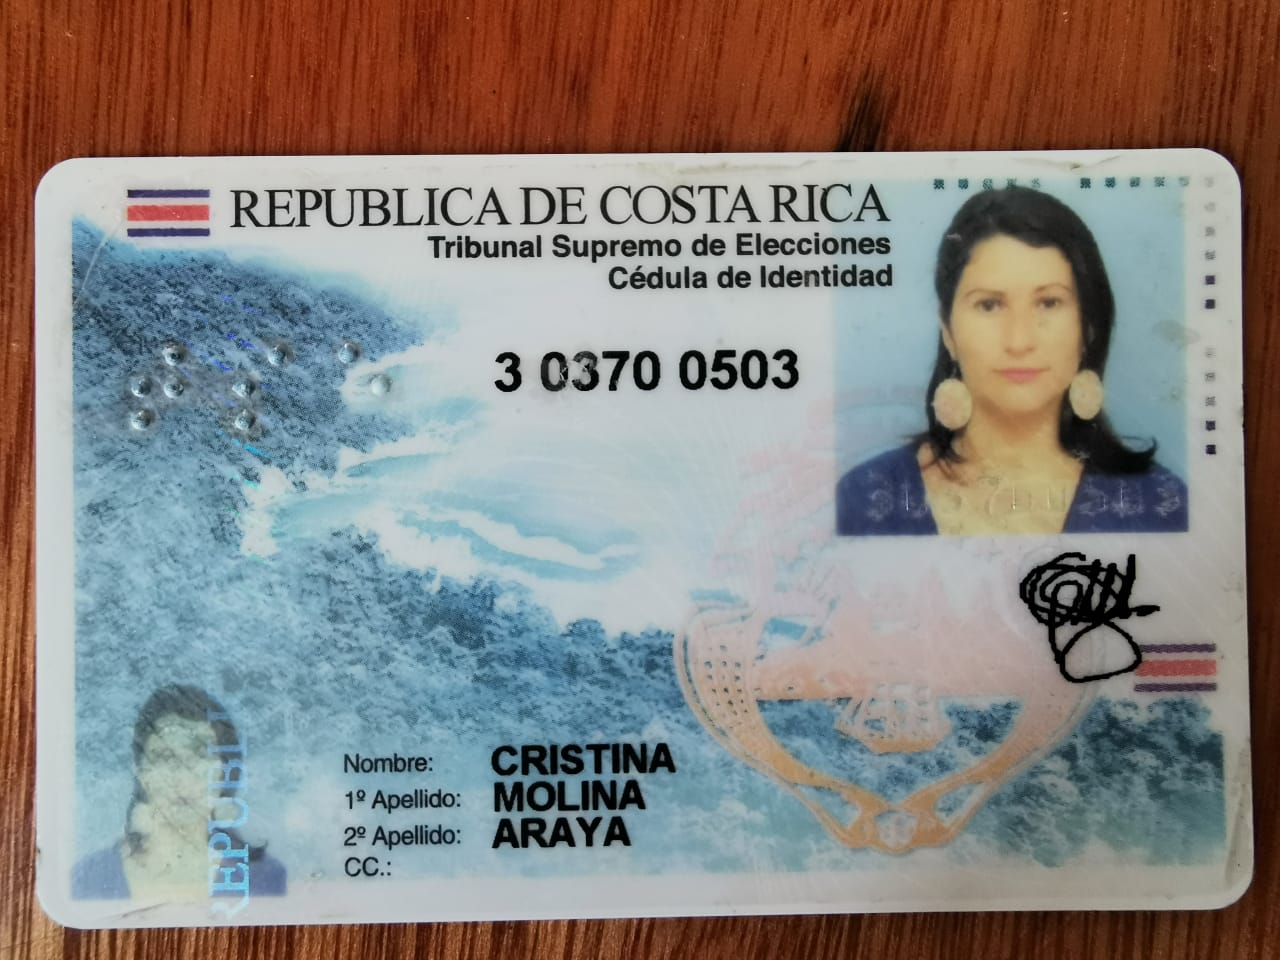 REPUBLICA DE COSTA RICA
Tribunal Supremo de Elecciones
Cédula de Identidad
3 0370 0503
Nombre: CRISTINA
1º Apellido: MOLINA
2º Apellido: ARAYA
CC.:
REPUBLI